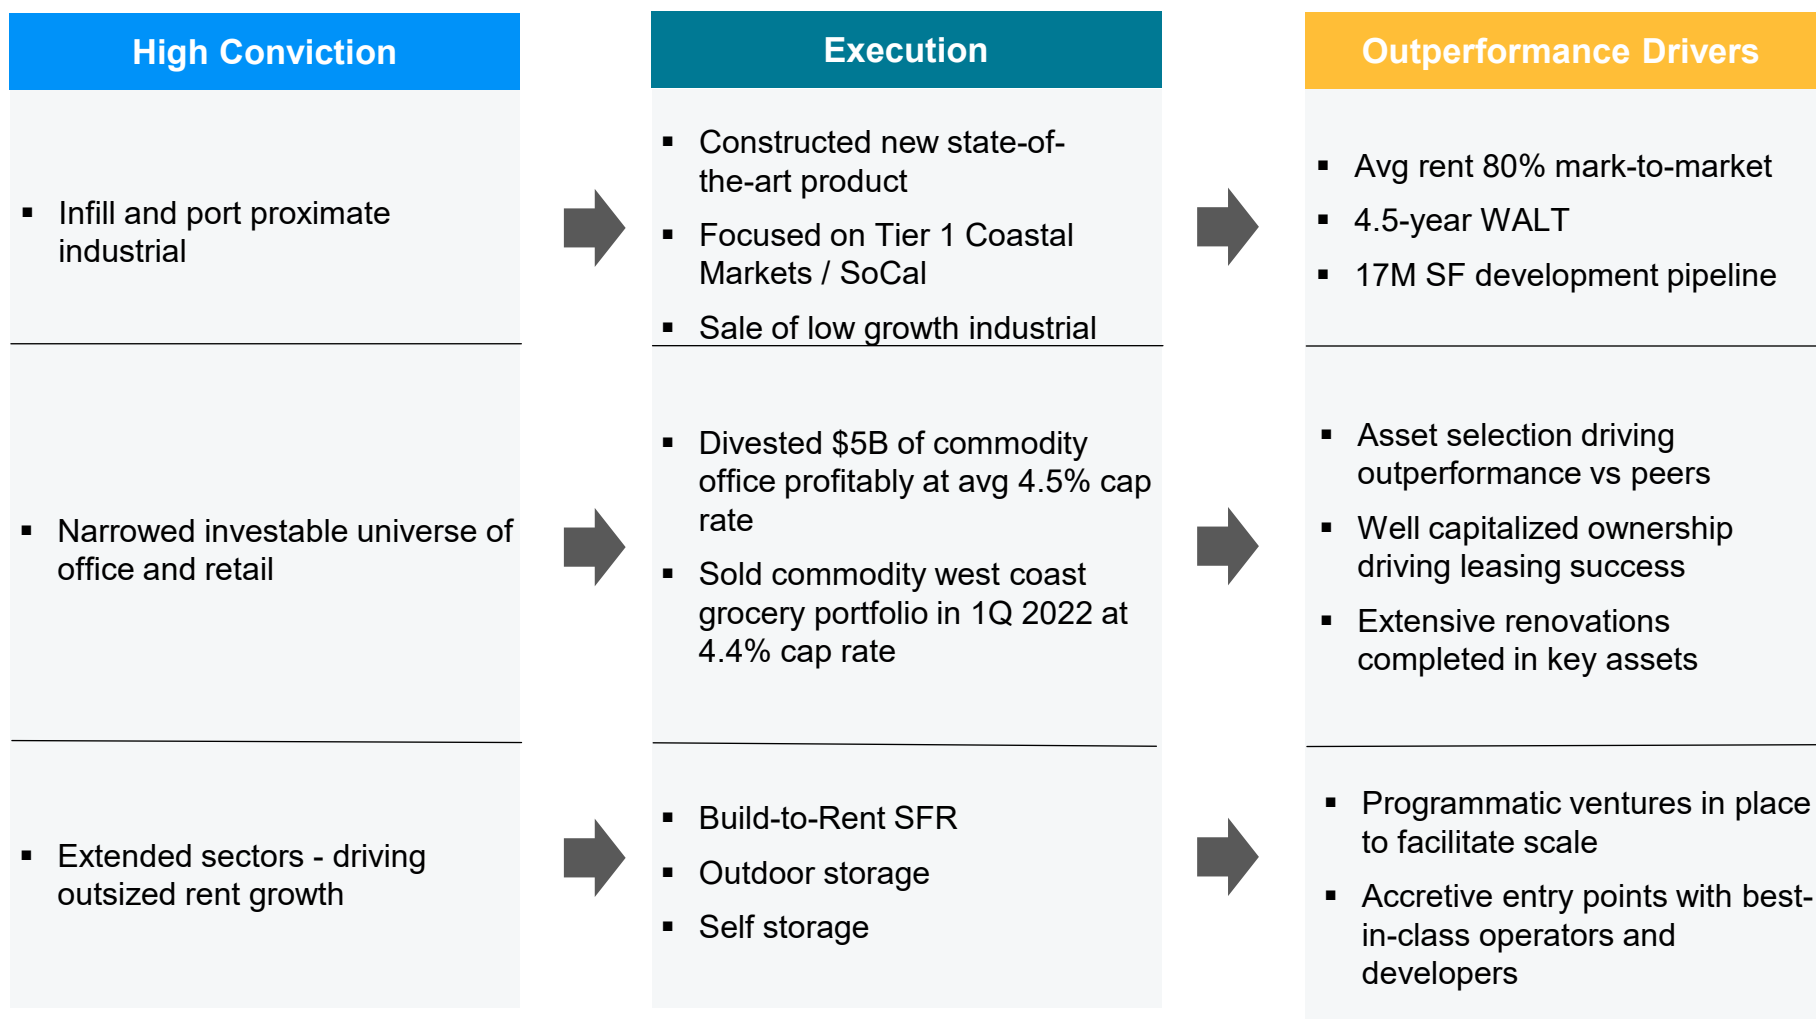 High Conviction
Execution
Outperformance Drivers
▪ Infill and port proximate
industrial
▪ Constructed new state-of-
the-art product
▪ Focused on Tier 1 Coastal
Markets / SoCal
▪ Sale of low growth industrial
▪ Avg rent 80% mark-to-market
▪ 4.5-year WALT
▪ 17M SF development pipeline
▪ Narrowed investable universe of
office and retail
▪ Divested $5B of commodity
office profitably at avg 4.5% cap
rate
▪ Sold commodity west coast
grocery portfolio in 1Q 2022 at
4.4% cap rate
▪ Asset selection driving
outperformance vs peers
▪ Well capitalized ownership
driving leasing success
▪ Extensive renovations
completed in key assets
▪ Extended sectors - driving
outsized rent growth
▪ Build-to-Rent SFR
▪ Outdoor storage
▪ Self storage
▪ Programmatic ventures in place
to facilitate scale
▪ Accretive entry points with best-
in-class operators and
developers